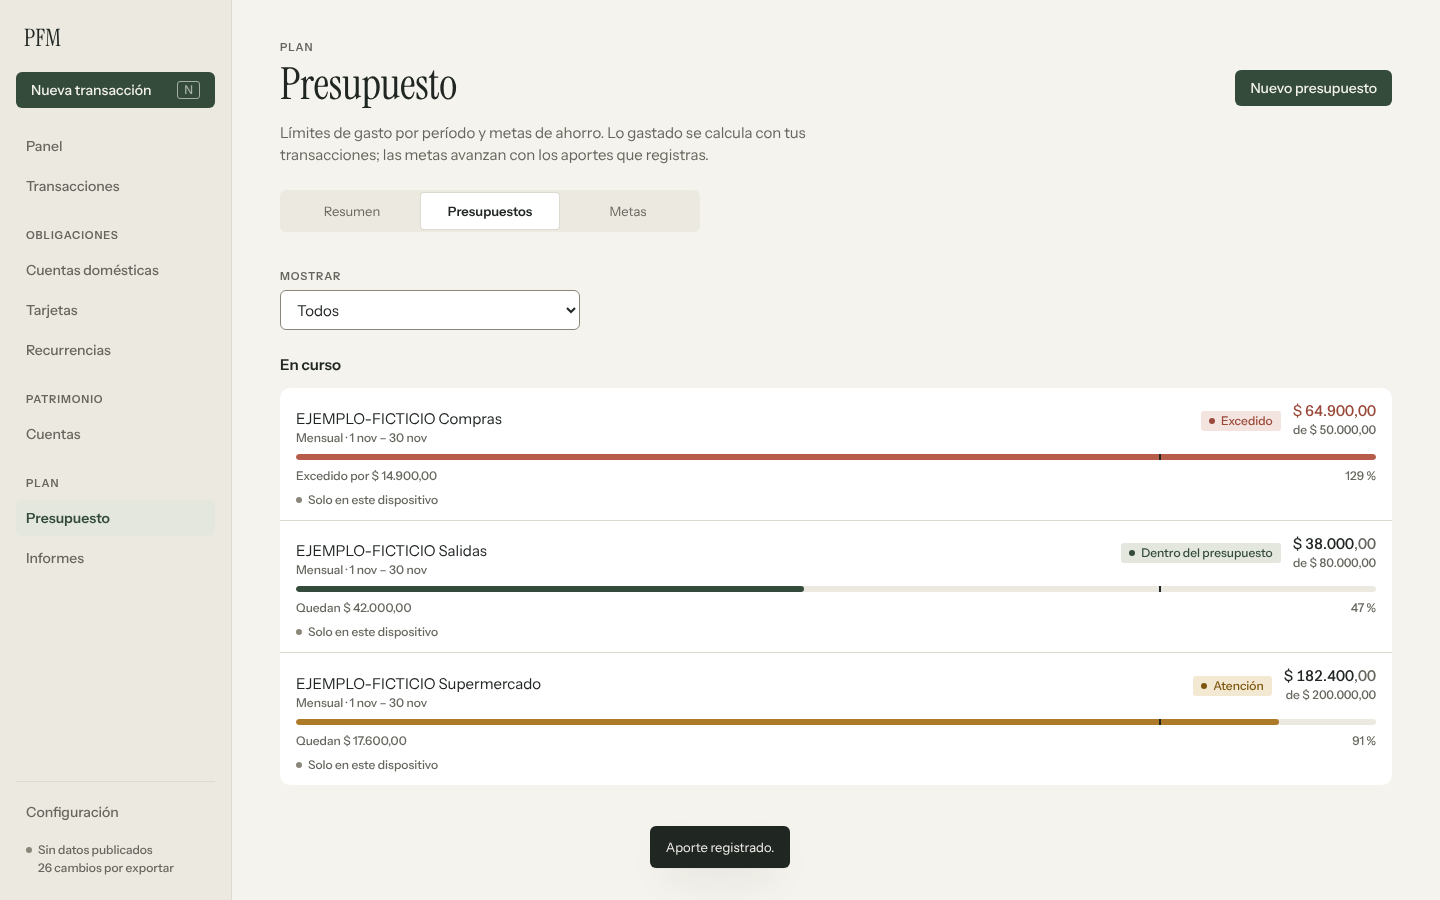 PFM
Nueva transacción N
Panel
Transacciones
OBLIGACIONES
Cuentas domésticas
Tarjetas
Recurrencias
PATRIMONIO
Cuentas
PLAN
Presupuesto
Informes
Configuración
Sin datos publicados
26 cambios por exportar
PLAN
Presupuesto
Nuevo presupuesto
Límites de gasto por período y metas de ahorro. Lo gastado se calcula con tus
transacciones; las metas avanzan con los aportes que registras.
Resumen Presupuestos Metas
MOSTRAR
Todos
En curso
EJEMPLO-FICTICIO Compras
Mensual · 1 nov – 30 nov
Excedido
$ 64.900,00
de $ 50.000,00
Excedido por $ 14.900,00
129 %
Solo en este dispositivo
EJEMPLO-FICTICIO Salidas
Mensual · 1 nov – 30 nov
Dentro del presupuesto
$ 38.000,00
de $ 80.000,00
Quedan $ 42.000,00
47 %
Solo en este dispositivo
EJEMPLO-FICTICIO Supermercado
Mensual · 1 nov – 30 nov
Atención
$ 182.400,00
de $ 200.000,00
Quedan $ 17.600,00
91 %
Solo en este dispositivo
Aporte registrado.